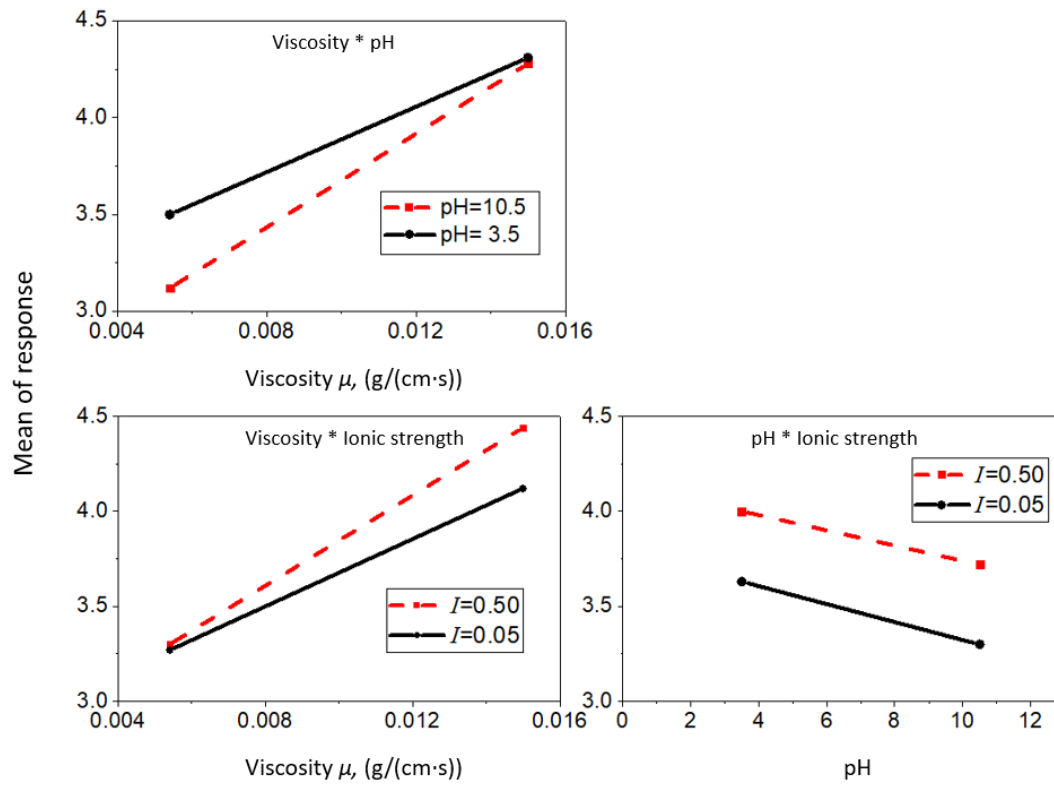 Mean of response
4.5
4.0
3.5
3.0
Viscosity * pH
pH=10.5
pH= 3.5
0.004 0.008 0.012 0.016
Viscosity μ, (g/(cm·s))
4.5
4.0
3.5
3.0
Viscosity * Ionic strength
I=0.50
I=0.05
0.004 0.008 0.012 0.016
Viscosity μ, (g/(cm·s))
4.5
4.0
3.5
3.0
pH * Ionic strength
I=0.50
I=0.05
0 2 4 6 8 10 12
pH